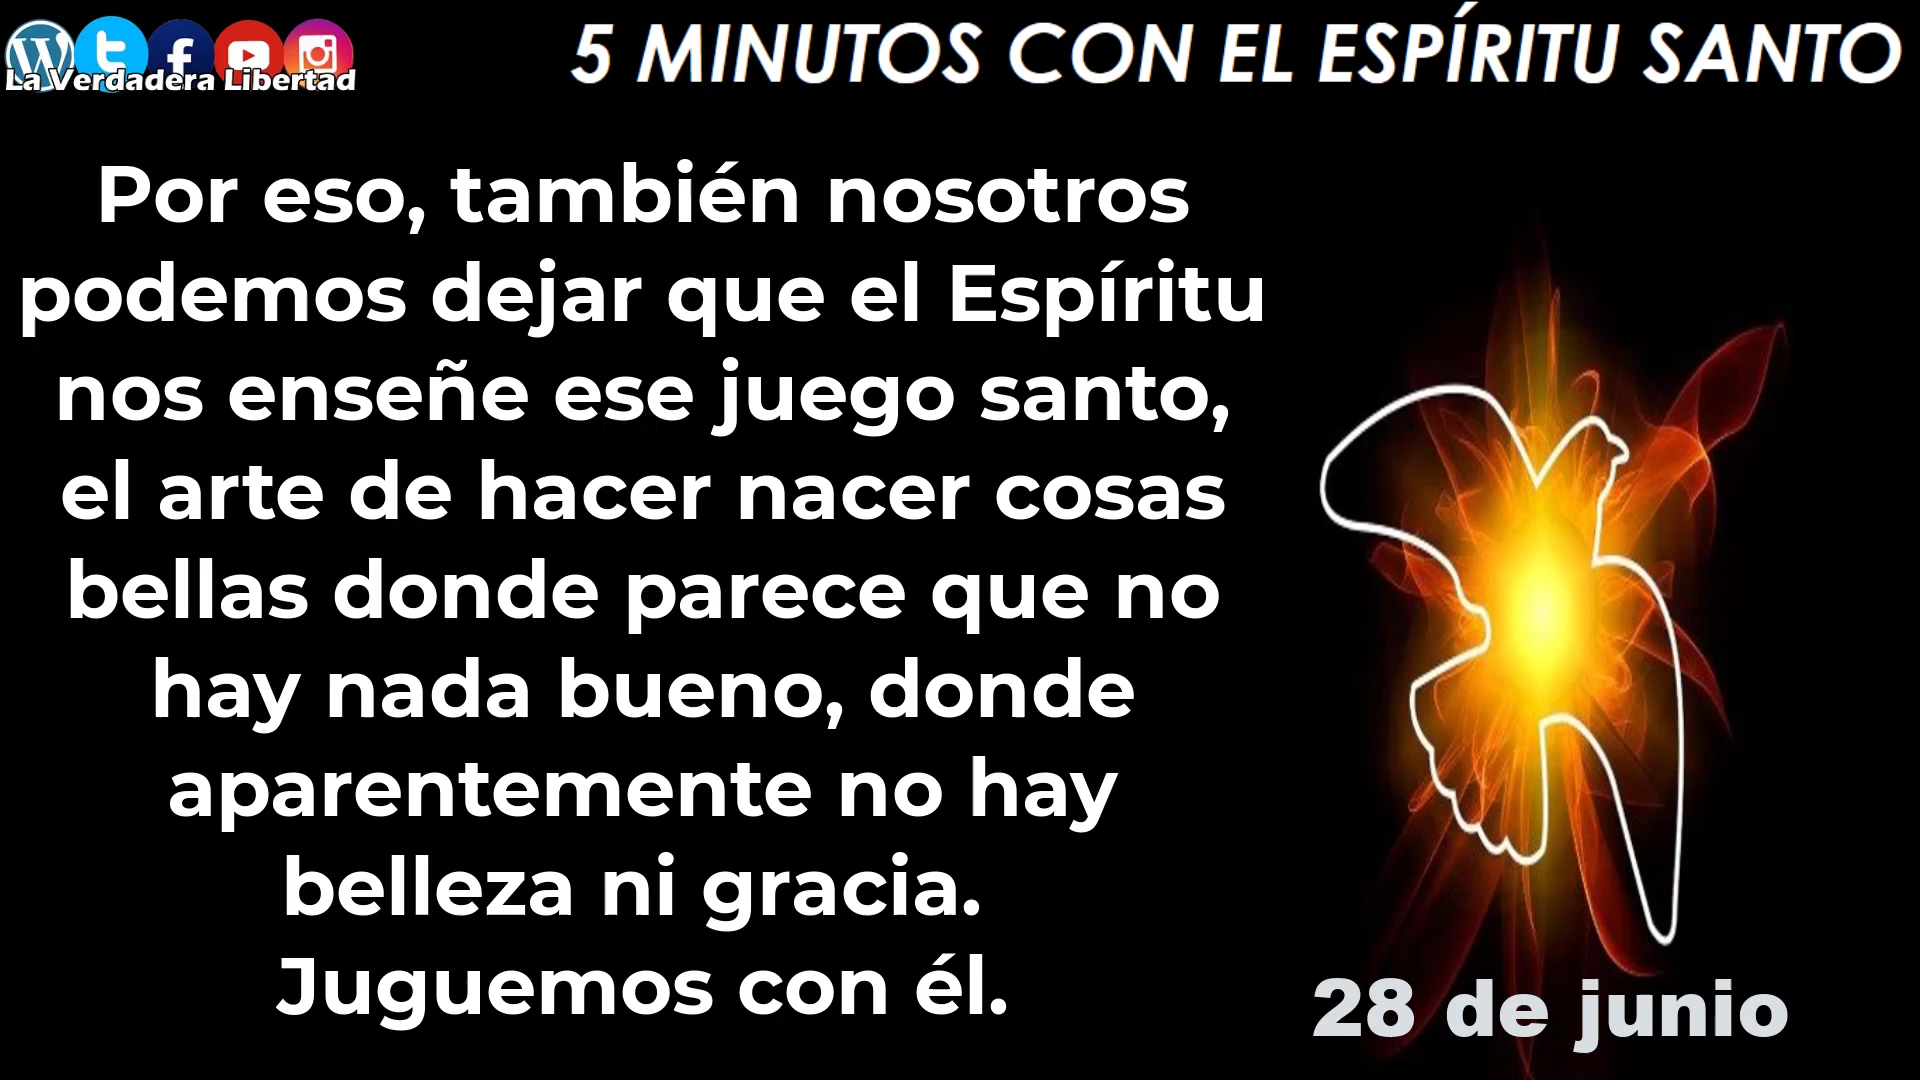 La Verdadera Libertad
5 MINUTOS CON EL ESPÍRITU SANTO
Por eso, también nosotros
podemos dejar que el Espíritu
nos enseñe ese juego santo,
el arte de hacer nacer cosas
bellas donde parece que no
hay nada bueno, donde
aparentemente no hay
belleza ni gracia.
Juguemos con él.
28 de junio